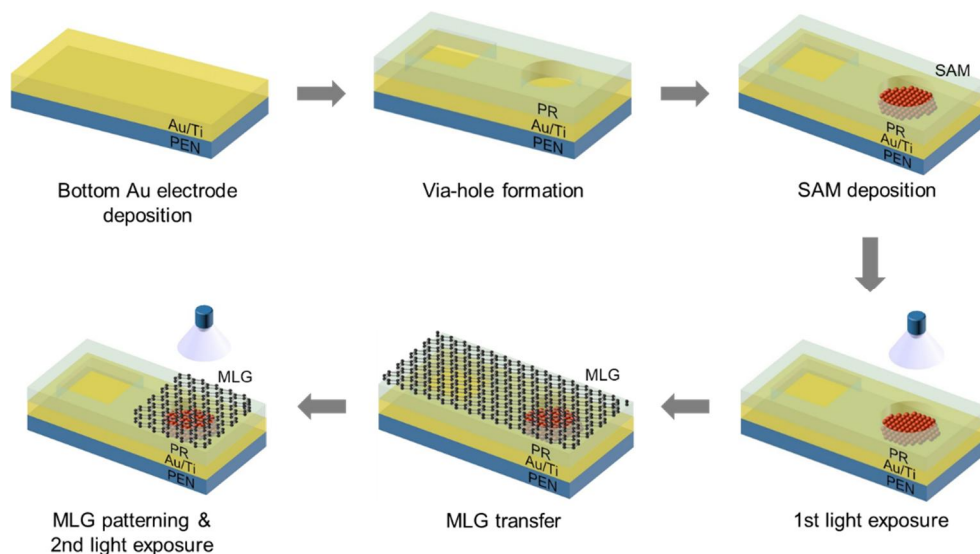 Au/Ti
PEN
Bottom Au electrode
deposition
PR
Au/Ti
PEN
Via-hole formation
SAM
PR
Au/Ti
PEN
SAM deposition
MLG
PR
Au/Ti
PEN
MLG patterning &
2nd light exposure
MLG
PR
Au/Ti
PEN
MLG transfer
PR
Au/Ti
PEN
1st light exposure